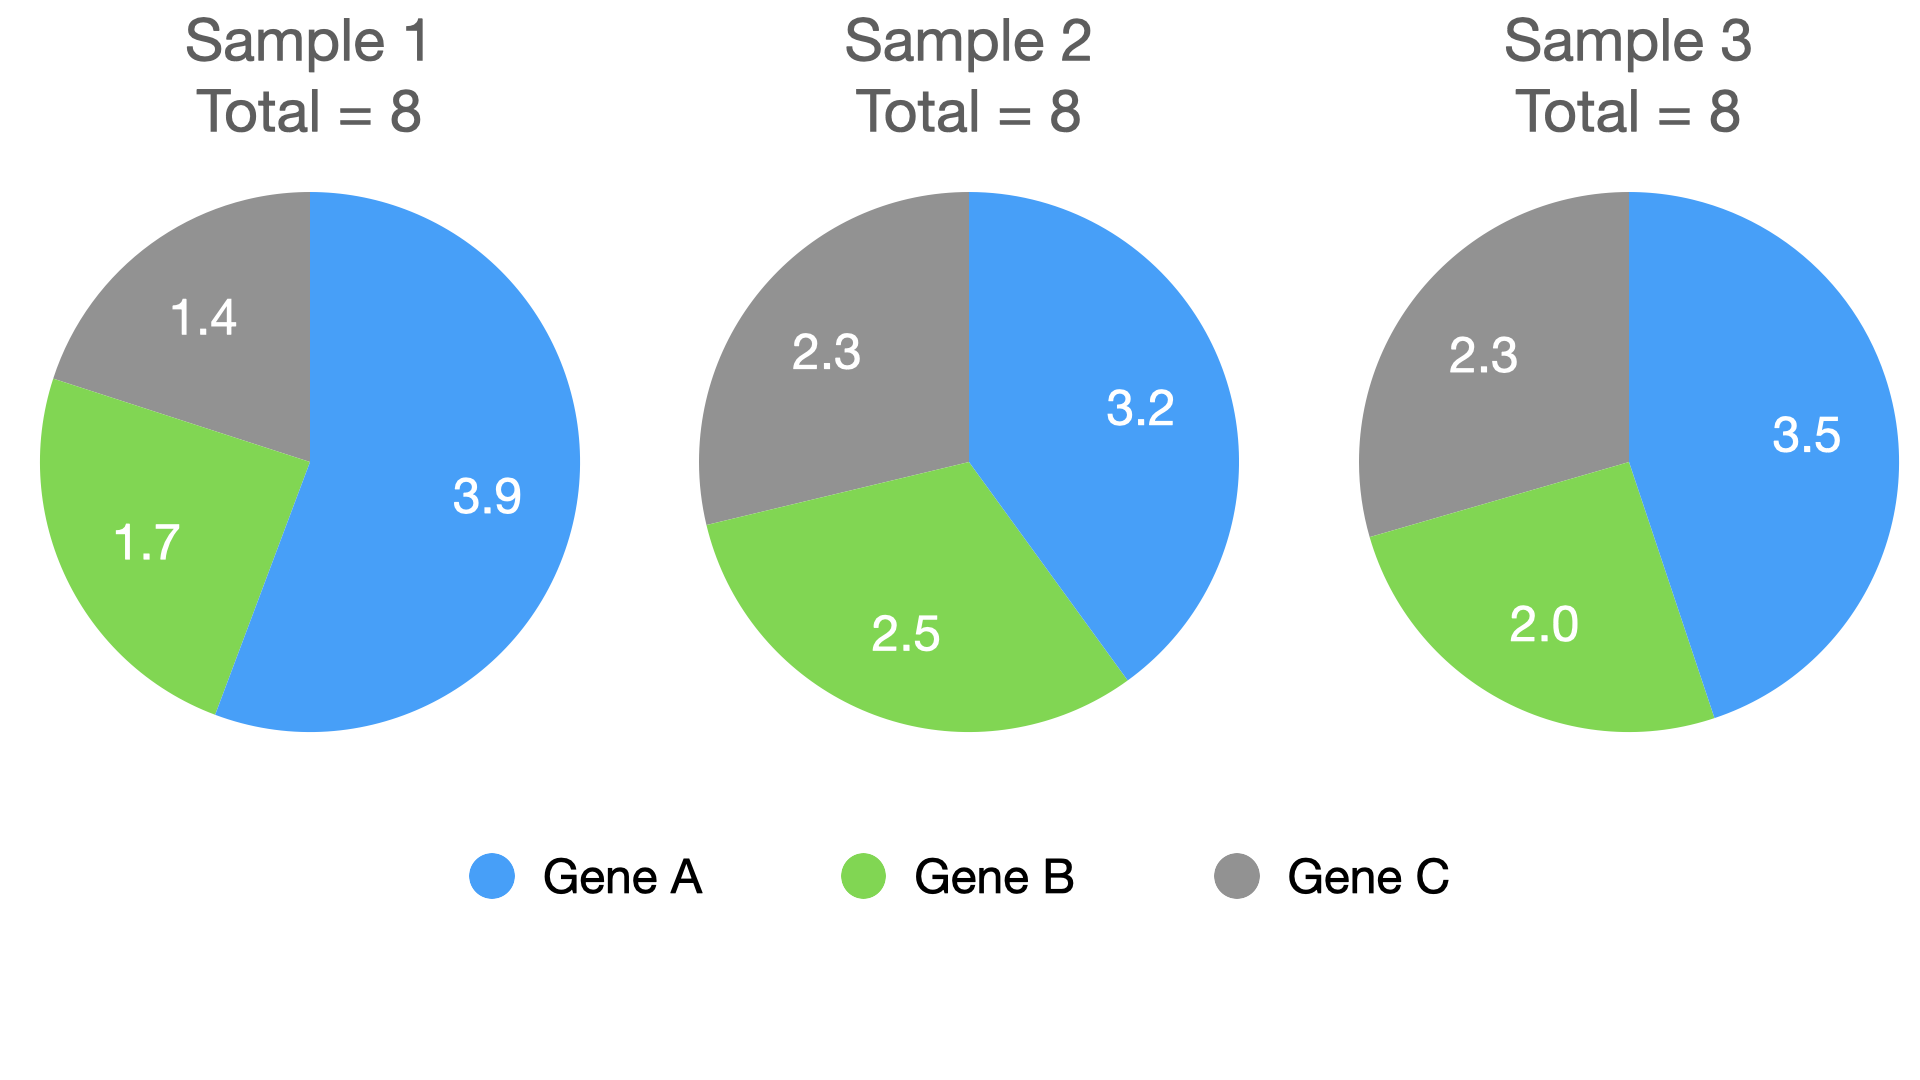 Sample 1
Total = 8
Sample 2
Total = 8
Sample 3
Total = 8
1.4
3.9
1.7
2.3
3.2
2.5
2.3
3.5
2.0
Gene A
Gene B
Gene C